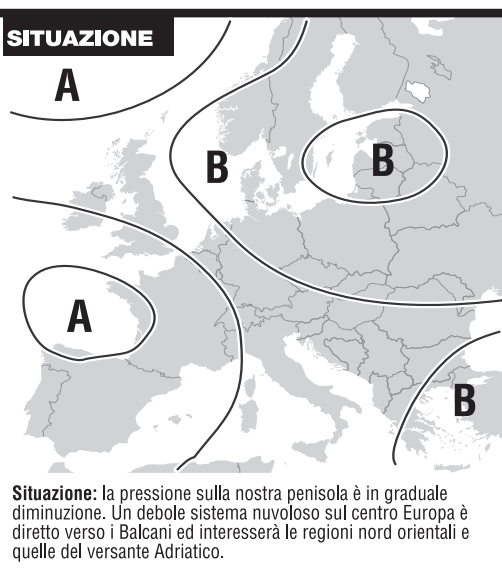 SITUAZIONE
A
B
B
A
B
Situazione: la pressione sulla nostra penisola è in graduale
diminuzione. Un debole sistema nuvoloso sul centro Europa è
diretto verso i Balcani ed interesserà le regioni nord orientali e
quelle del versante Adriatico.